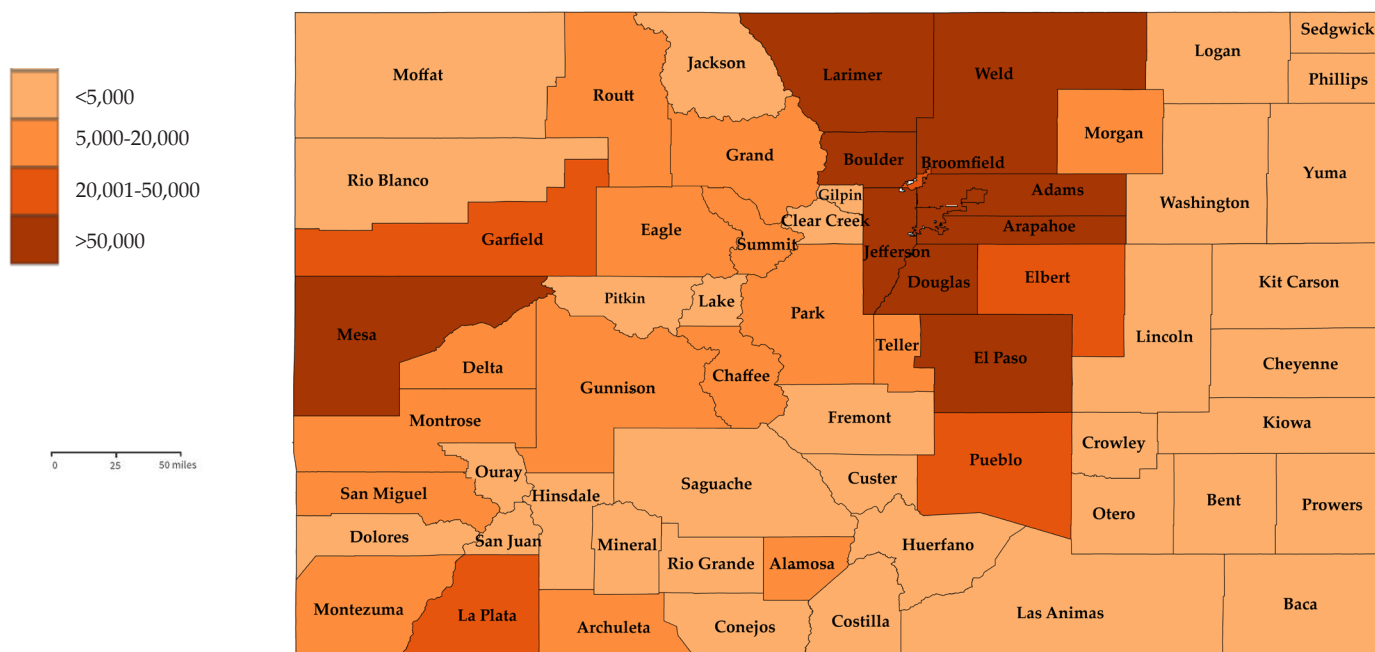 <5,000
5,000-20,000
20,001-50,000
>50,000
0 25 50 miles
Moffat
Routt
Jackson
Larimer
Weld
Logan
Sedgwick
Phillips
Morgan
Grand
Boulder
Broomfield
Rio Blanco
Gilpin
Adams
Washington
Yuma
Clear Creek
Arapahoe
Garfield
Eagle
Summit
Jefferson
Douglas
Elbert
Kit Carson
Pitkin
Lake
Park
Mesa
Teller
El Paso
Lincoln
Cheyenne
Delta
Gunnison
Chaffee
Montrose
Fremont
Crowley
Kiowa
Ouray
Pueblo
San Miguel
Hinsdale
Saguache
Custer
Otero
Bent
Prowers
Dolores
San Juan
Mineral
Rio Grande
Alamosa
Huerfano
Montezuma
La Plata
Archuleta
Conejos
Costilla
Las Animas
Baca